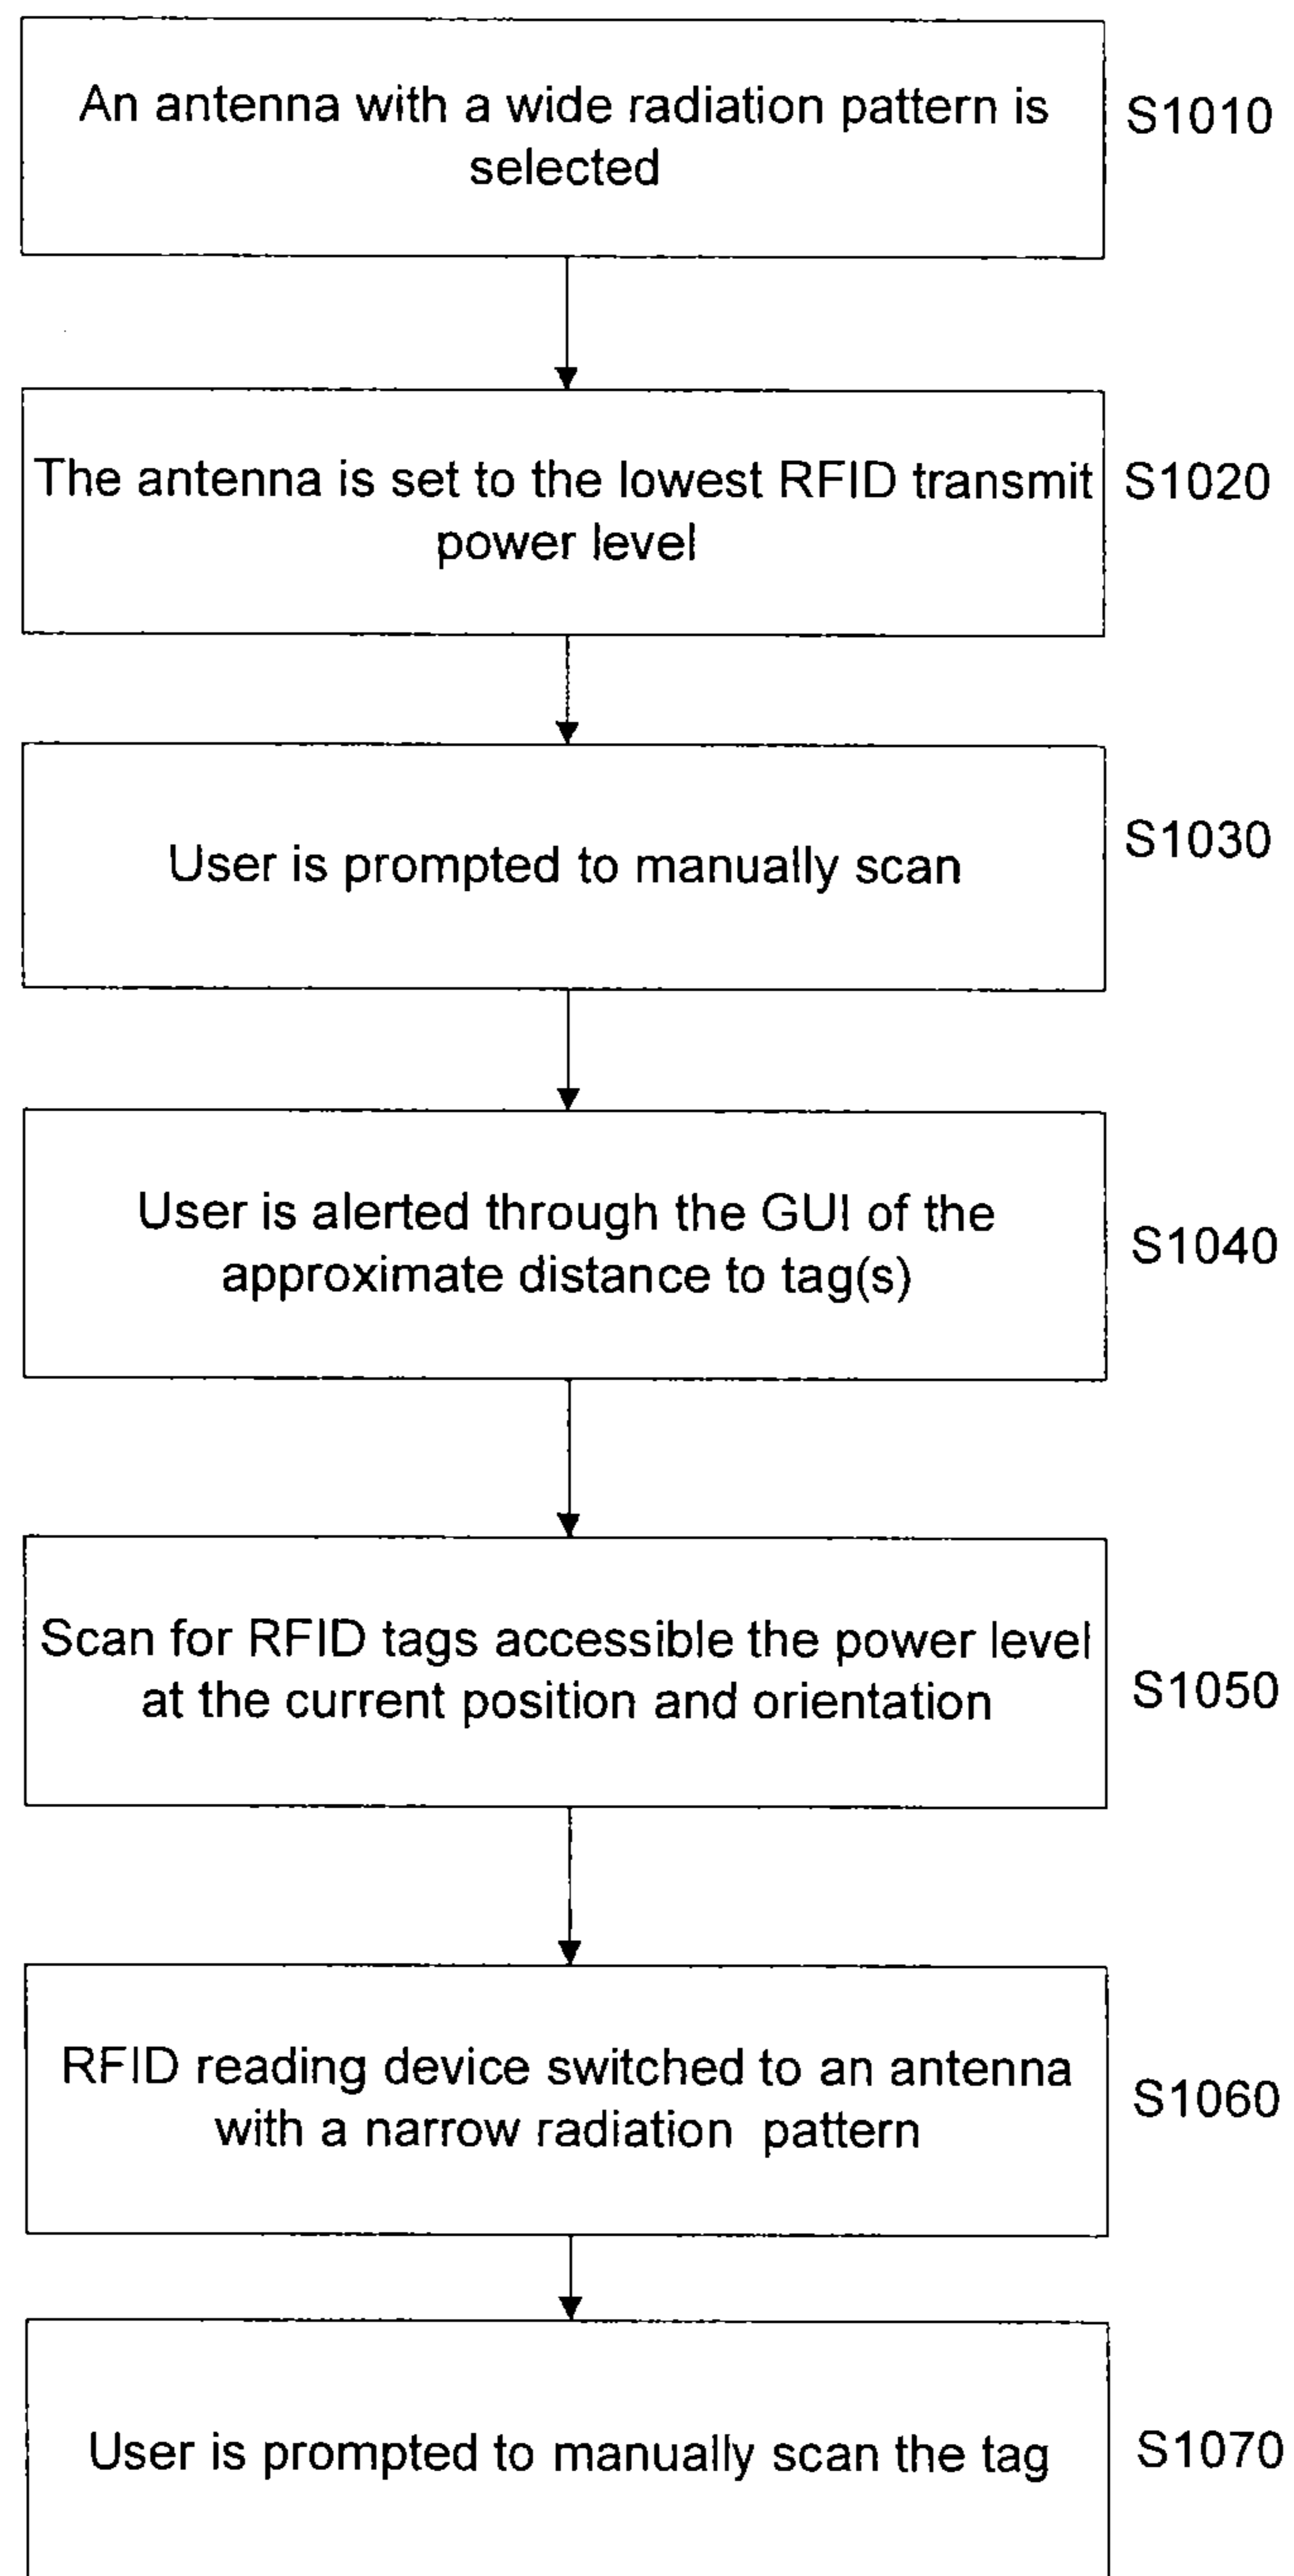 An antenna with a wide radiation pattern is
selected
S1010
The antenna is set to the lowest RFID transmit
power level
S1020
User is prompted to manually scan
S1030
User is alerted through the GUI of the
approximate distance to tag(s)
S1040
Scan for RFID tags accessible the power level
at the current position and orientation
S1050
RFID reading device switched to an antenna
with a narrow radiation pattern
S1060
User is prompted to manually scan the tag
S1070